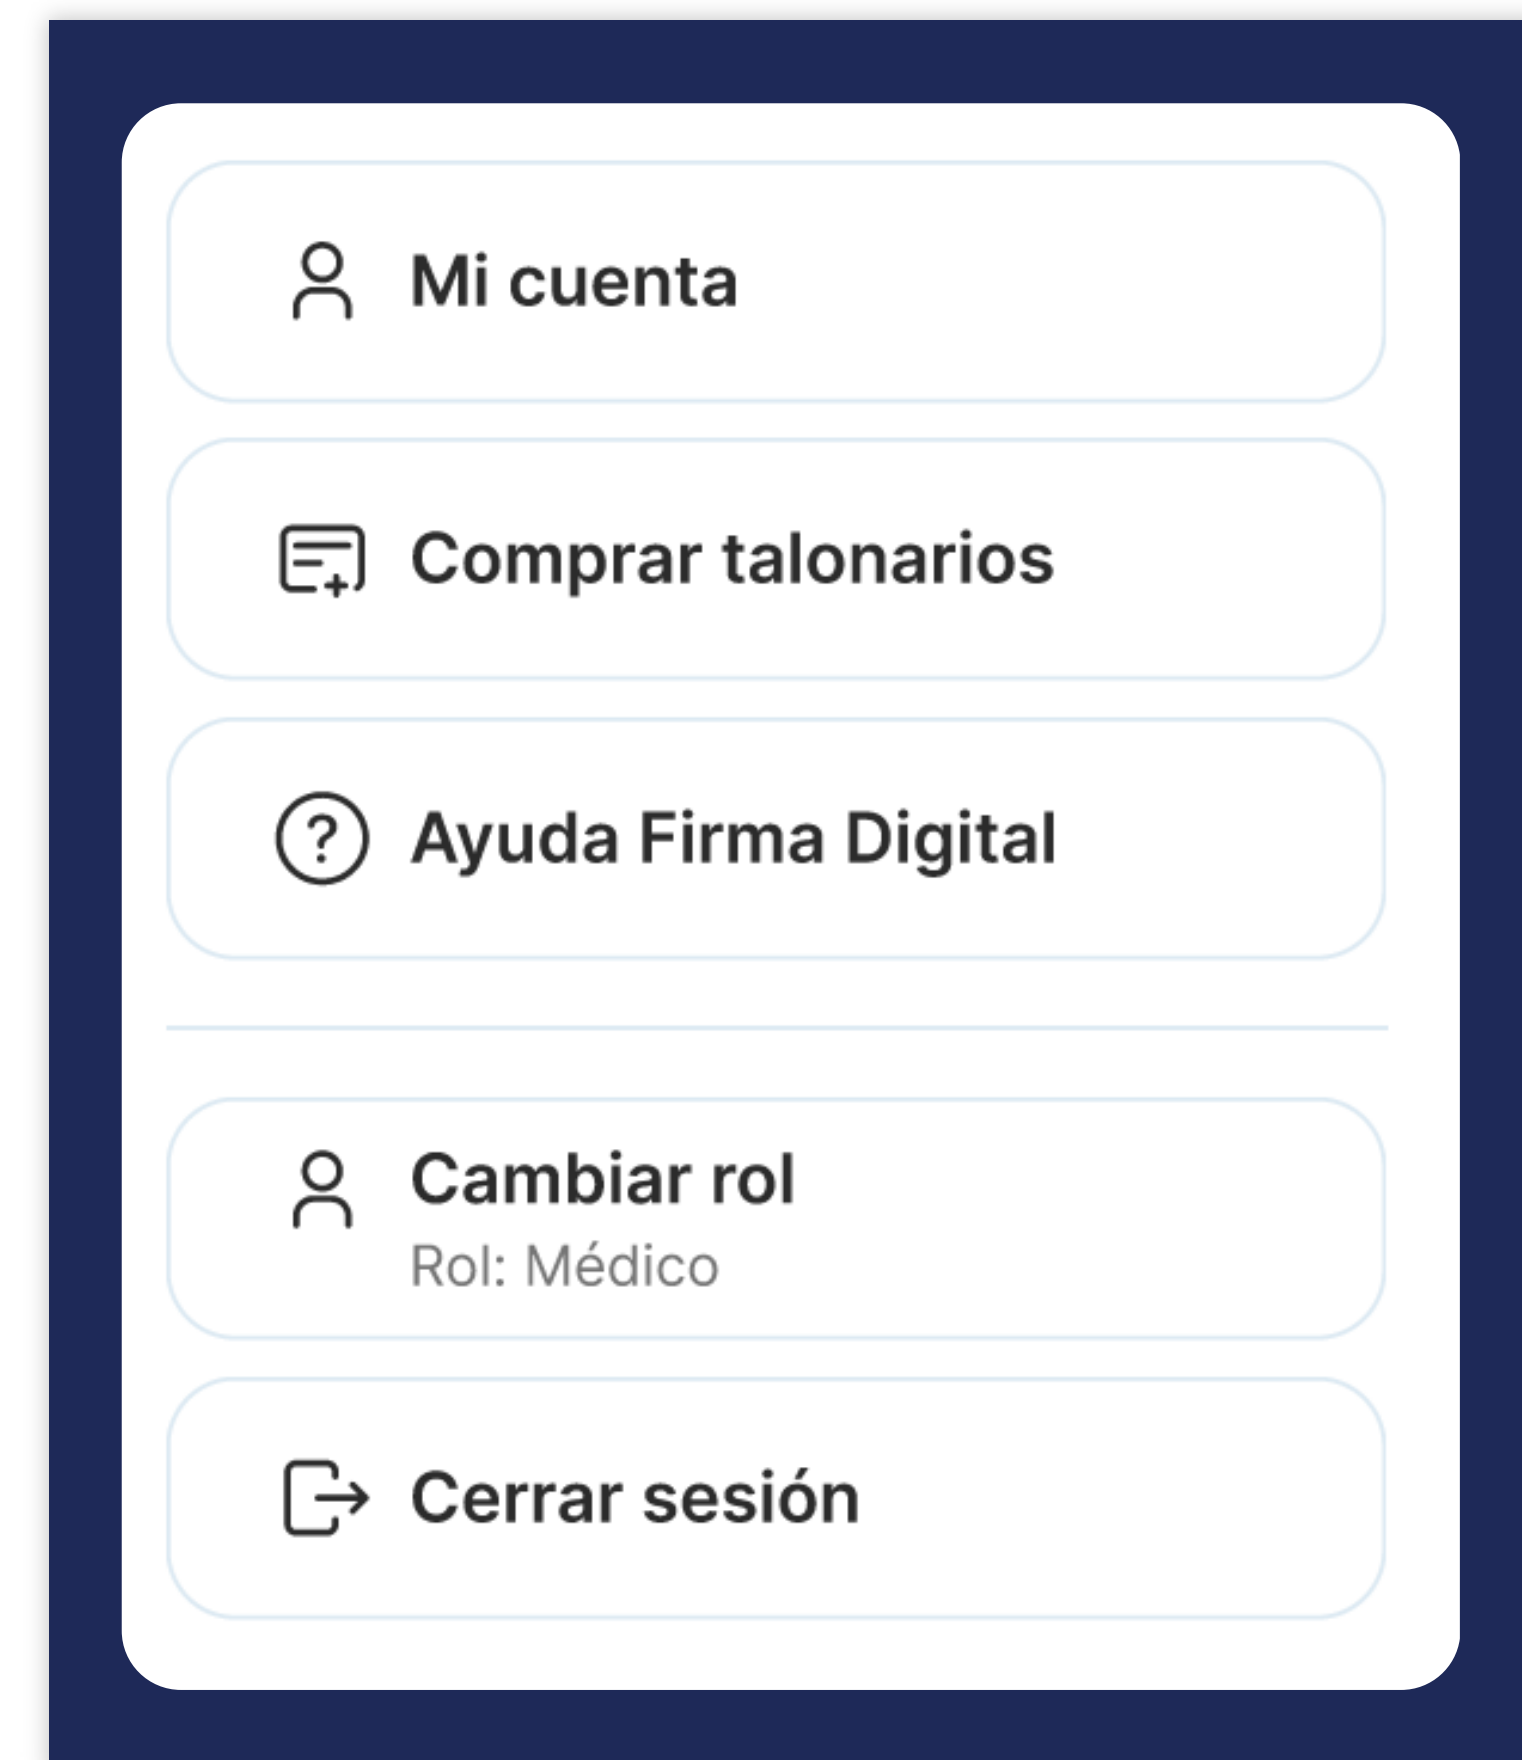 Mi cuenta
Comprar talonarios
Ayuda Firma Digital
Cambiar rol
Rol: Médico
Cerrar sesión